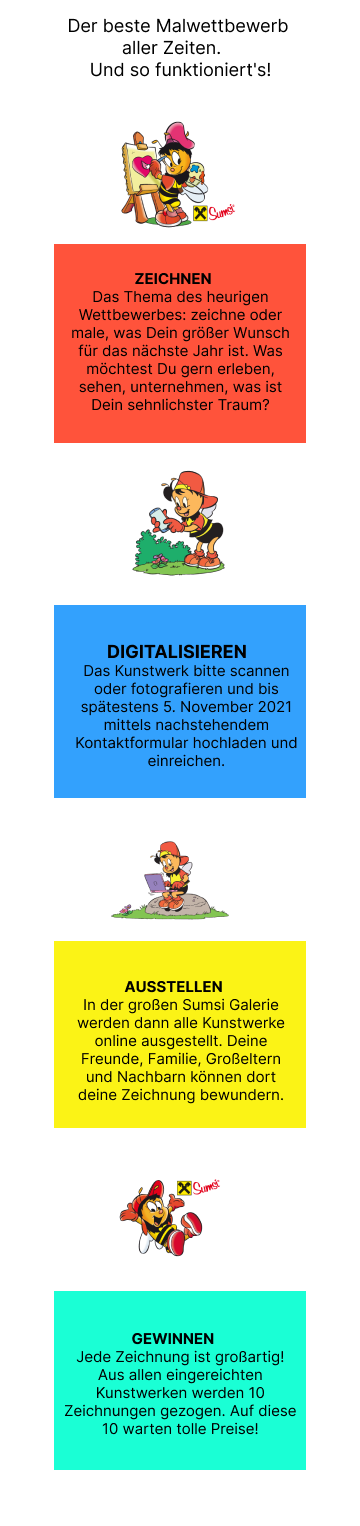 Der beste Malwettbewerb
aller Zeiten.
Und so funktioniert's!
Sumsi
ZEICHNEN
Das Thema des heurigen
Wettbewerbes: zeichne oder
male, was Dein größer Wunsch
für das nächste Jahr ist. Was
möchtest Du gern erleben,
sehen, unternehmen, was ist
Dein sehnlichster Traum?
DIGITALISIEREN
Das Kunstwerk bitte scannen
oder fotografieren und bis
spätestens 5. November 2021
mittels nachstehendem
Kontaktformular hochladen und
einreichen.
AUSSTELLEN
In der großen Sumsi Galerie
werden dann alle Kunstwerke
online ausgestellt. Deine
Freunde, Familie, Großeltern
und Nachbarn können dort
deine Zeichnung bewundern.
Sumsi
GEWINNEN
Jede Zeichnung ist großartig!
Aus allen eingereichten
Kunstwerken werden 10
Zeichnungen gezogen. Auf diese
10 warten tolle Preise!